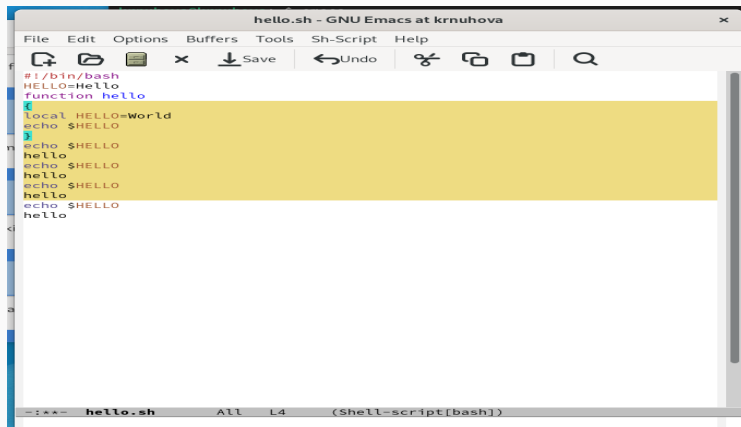 hello.sh - GNU Emacs at krnuhova
File Edit Options Buffers Tools Sh-Script Help
Save Undo
#!/bin/bash
HELLO=Hello
function hello
{
local HELLO=World
echo $HELLO
}
echo $HELLO
hello
echo $HELLO
hello
echo $HELLO
hello
echo $HELLO
hello
-:**- hello.sh All L4 (Shell-script[bash])